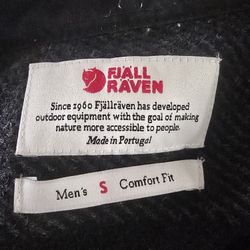 FJÄLL
RÄVEN
Since 1960 Fjällräven has developed
outdoor equipment with the goal of making
nature more accessible to people.
Made in Portugal
Men's S Comfort Fit